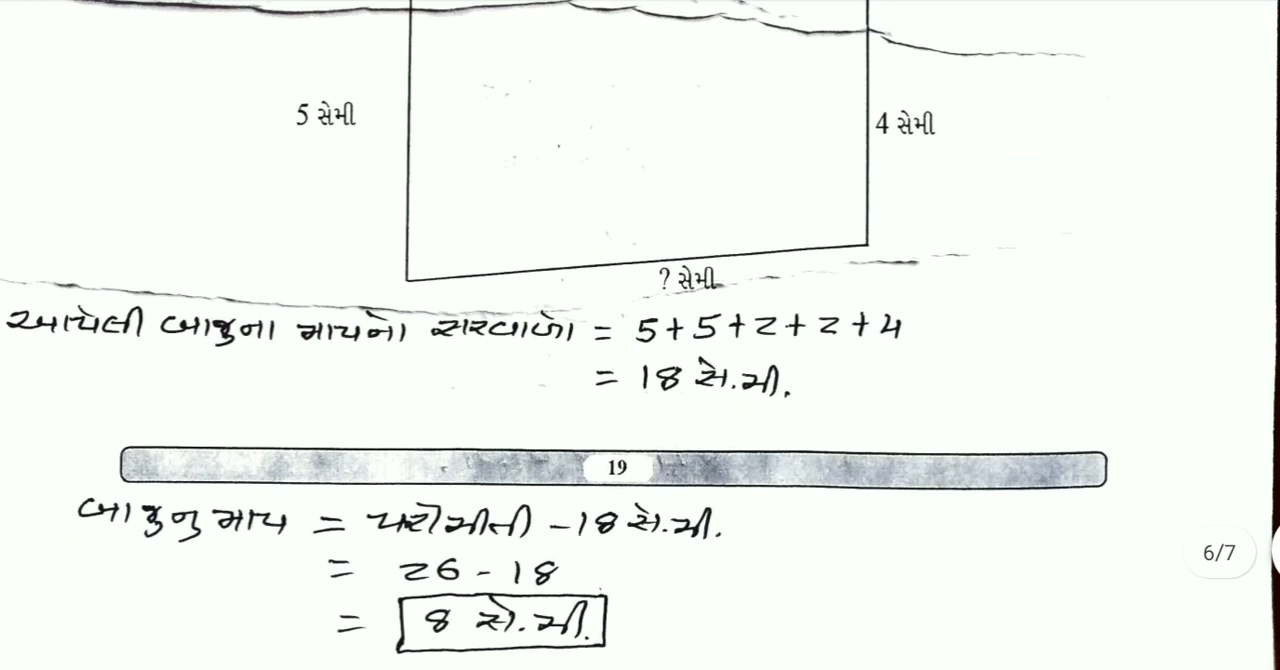 5 સેમી
4 સેમી
? સેમી
આપેલી બાજુના માપનો સરવાળો = 5+5+2+2+4
= 18 સે.મી.
19
બાજુનુ માપ = પરીમીતી - 18 સે.મી.
= 26 - 18
= 8 સે.મી.
6/7